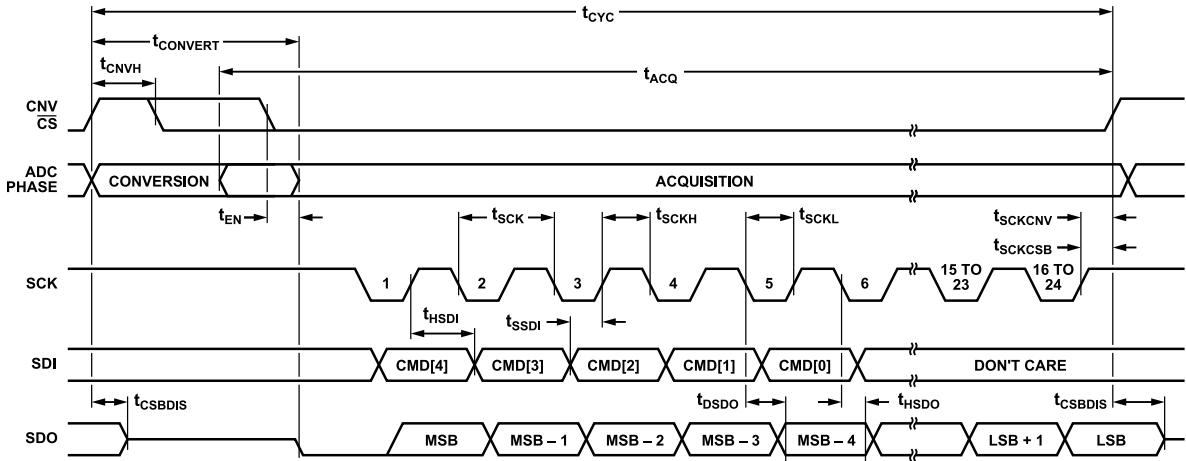 tCYC
tCONVERT
tCNVH
tACQ
CNV
CS
ADC
PHASE
CONVERSION
ACQUISITION
tEN
tSCK
tSCKH
tSCKL
tSCKCNV
tSCKCSB
SCK
1
2
3
4
5
6
15 TO
23
16 TO
24
tHSDI
tSSDI
SDI
CMD[4]
CMD[3]
CMD[2]
CMD[1]
CMD[0]
DON'T CARE
tCSBDIS
tDSDO
tHSDO
tCSBDIS
SDO
MSB
MSB – 1
MSB – 2
MSB – 3
MSB – 4
LSB + 1
LSB